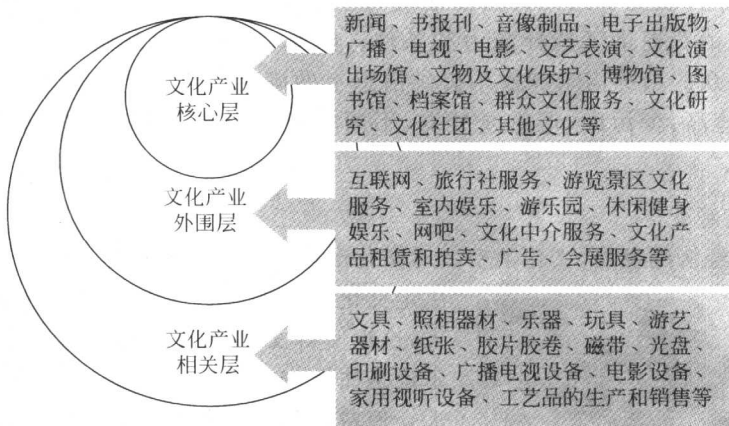 文化产业
核心层
新闻、书报刊、音像制品、电子出版物、
广播、电视、电影、文艺表演、文化演
出场馆、文物及文化保护、博物馆、图
书馆、档案馆、群众文化服务、文化研
究、文化社团、其他文化等
文化产业
外围层
互联网、旅行社服务、游览景区文化
服务、室内娱乐、游乐园、休闲健身
娱乐、网吧、文化中介服务、文化产
品租赁和拍卖、广告、会展服务等
文化产业
相关层
文具、照相器材、乐器、玩具、游艺
器材、纸张、胶片胶卷、磁带、光盘、
印刷设备、广播电视设备、电影设备、
家用视听设备、工艺品的生产和销售等